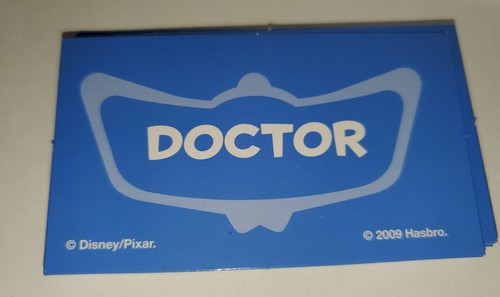 DOCTOR
© Disney/Pixar.
© 2009 Hasbro.